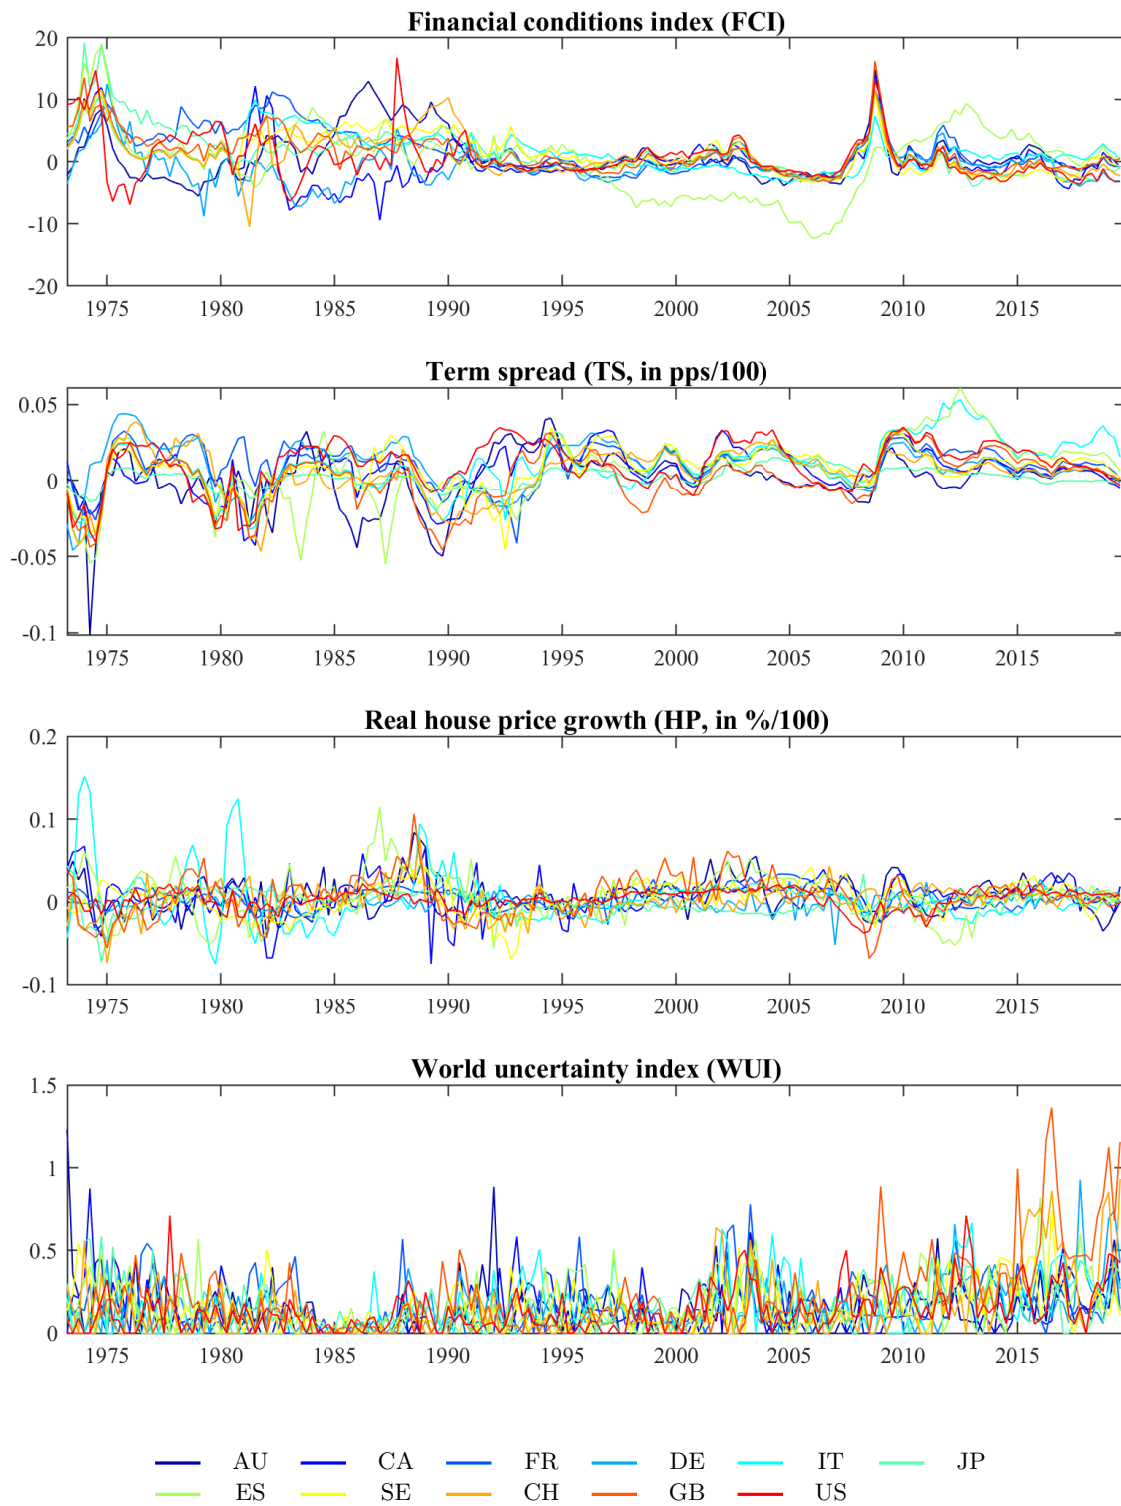 Financial conditions index (FCI)
20
10
0
-10
-20
1975 1980 1985 1990 1995 2000 2005 2010 2015
Term spread (TS, in pps/100)
0.05
0
-0.05
-0.1
1975 1980 1985 1990 1995 2000 2005 2010 2015
Real house price growth (HP, in %/100)
0.2
0.1
0
-0.1
1975 1980 1985 1990 1995 2000 2005 2010 2015
World uncertainty index (WUI)
1.5
1
0.5
0
1975 1980 1985 1990 1995 2000 2005 2010 2015
AU CA FR DE IT JP
ES SE CH GB US